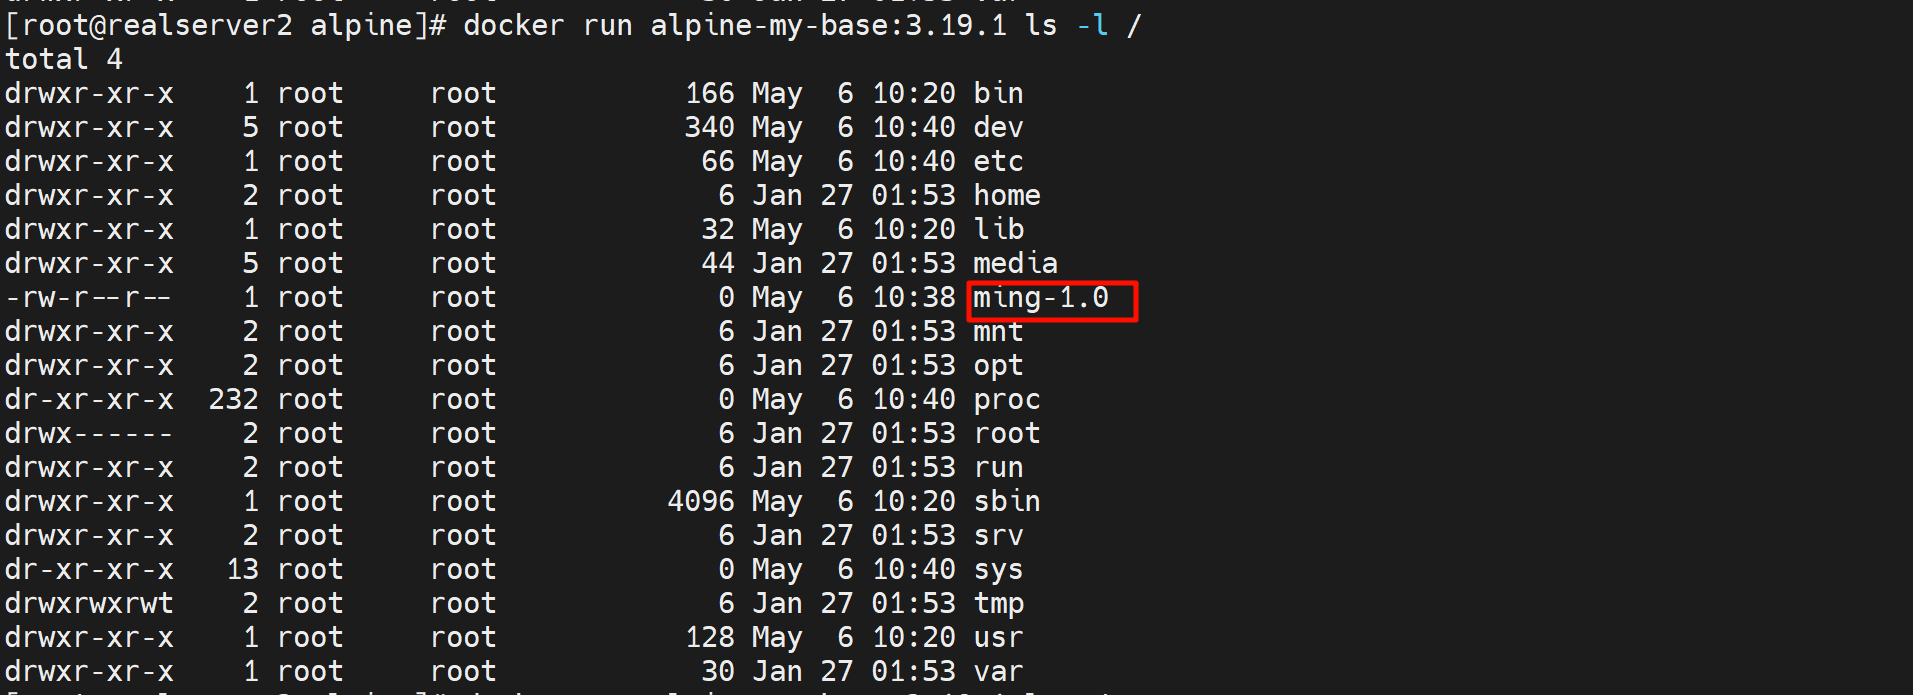 [root@realserver2 alpine]# docker run alpine-my-base:3.19.1 ls -l /
total 4
drwxr-xr-x    1 root     root           166 May  6 10:20 bin
drwxr-xr-x    5 root     root           340 May  6 10:40 dev
drwxr-xr-x    1 root     root            66 May  6 10:40 etc
drwxr-xr-x    2 root     root             6 Jan 27 01:53 home
drwxr-xr-x    1 root     root            32 May  6 10:20 lib
drwxr-xr-x    5 root     root            44 Jan 27 01:53 media
-rw-r--r--    1 root     root             0 May  6 10:38 ming-1.0
drwxr-xr-x    2 root     root             6 Jan 27 01:53 mnt
drwxr-xr-x    2 root     root             6 Jan 27 01:53 opt
dr-xr-xr-x  232 root     root             0 May  6 10:40 proc
drwx------    2 root     root             6 Jan 27 01:53 root
drwxr-xr-x    2 root     root             6 Jan 27 01:53 run
drwxr-xr-x    1 root     root          4096 May  6 10:20 sbin
drwxr-xr-x    2 root     root             6 Jan 27 01:53 srv
dr-xr-xr-x   13 root     root             0 May  6 10:40 sys
drwxrwxrwt    2 root     root             6 Jan 27 01:53 tmp
drwxr-xr-x    1 root     root           128 May  6 10:20 usr
drwxr-xr-x    1 root     root            30 Jan 27 01:53 var